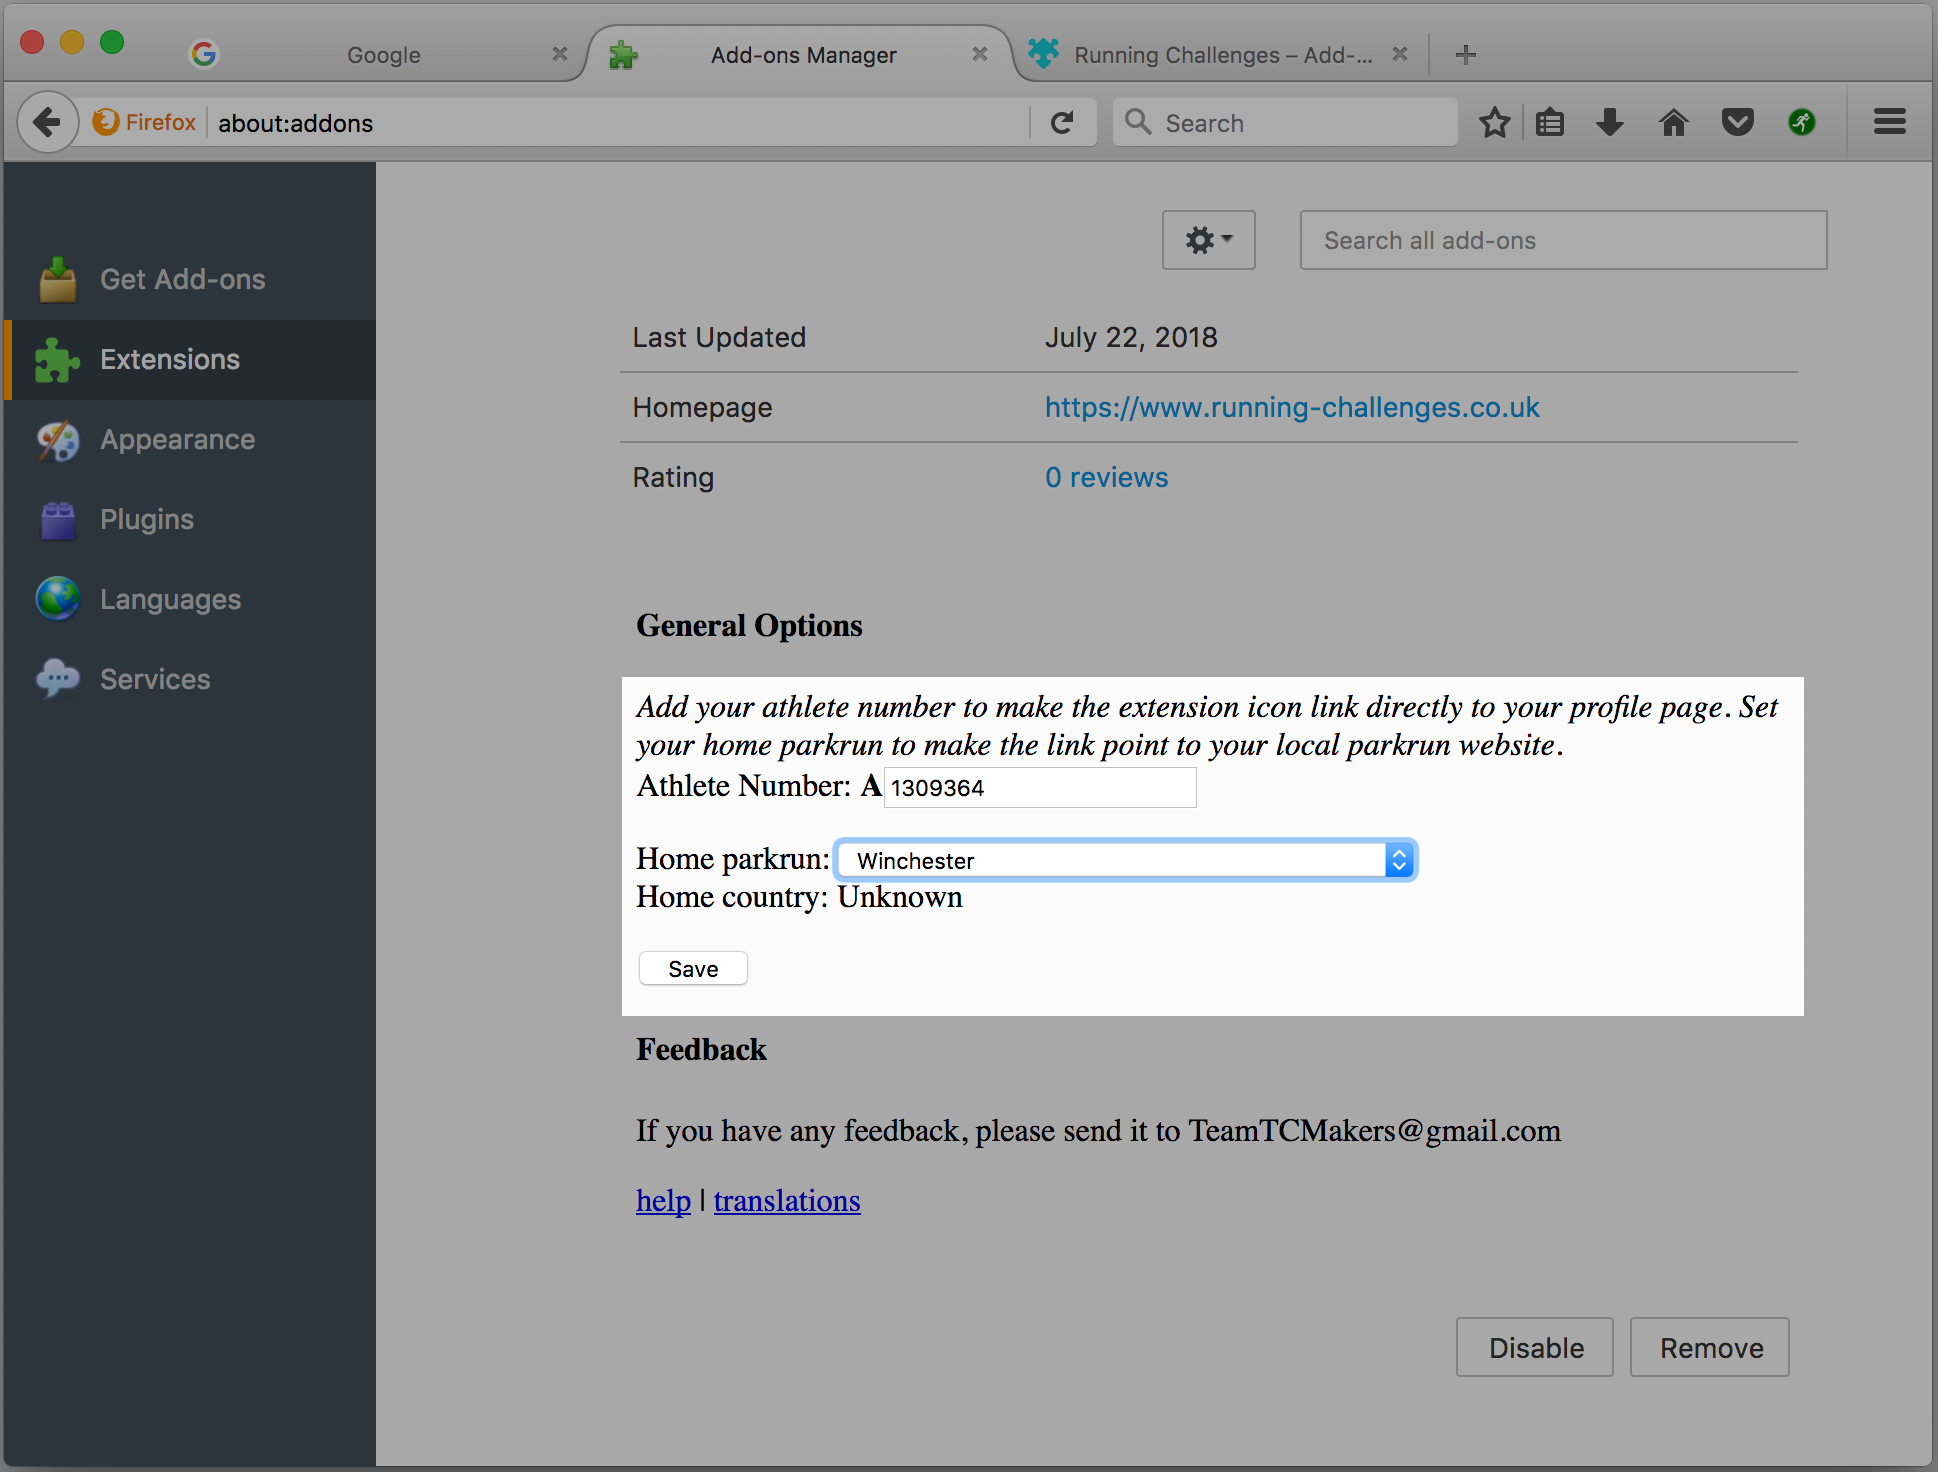 Google
Add-ons Manager
Running Challenges – Add-...
Firefox
about:addons
Search
Search all add-ons
Get Add-ons
Extensions
Appearance
Plugins
Languages
Services
Last Updated July 22, 2018
Homepage https://www.running-challenges.co.uk
Rating 0 reviews
General Options
Add your athlete number to make the extension icon link directly to your profile page. Set
your home parkrun to make the link point to your local parkrun website.
Athlete Number: A 1309364
Home parkrun: Winchester
Home country: Unknown
Save
Feedback
If you have any feedback, please send it to TeamTCMakers@gmail.com
help | translations
Disable Remove